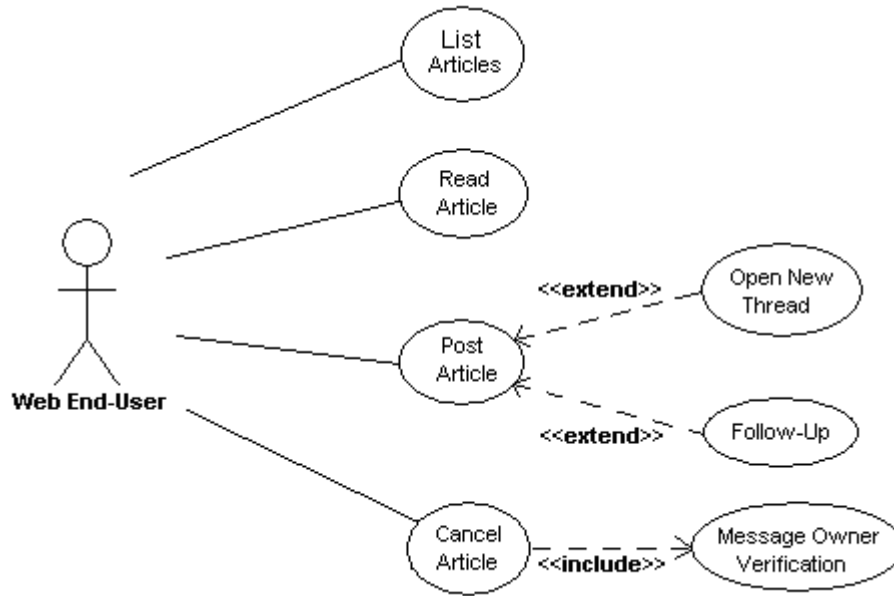 List
Articles
Read
Article
<<extend>>
Open New
Thread
Post
Article
Web End-User
<<extend>>
Follow-Up
Cancel
Article
<<include>>
Message Owner
Verification